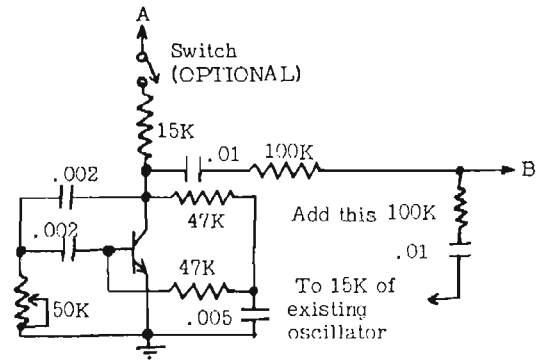 A
Switch
(OPTIONAL)
15K
.01
100K
B
.002
47K
Add this 100K
.002
.01
47K
50K
.005
To 15K of
existing
oscillator